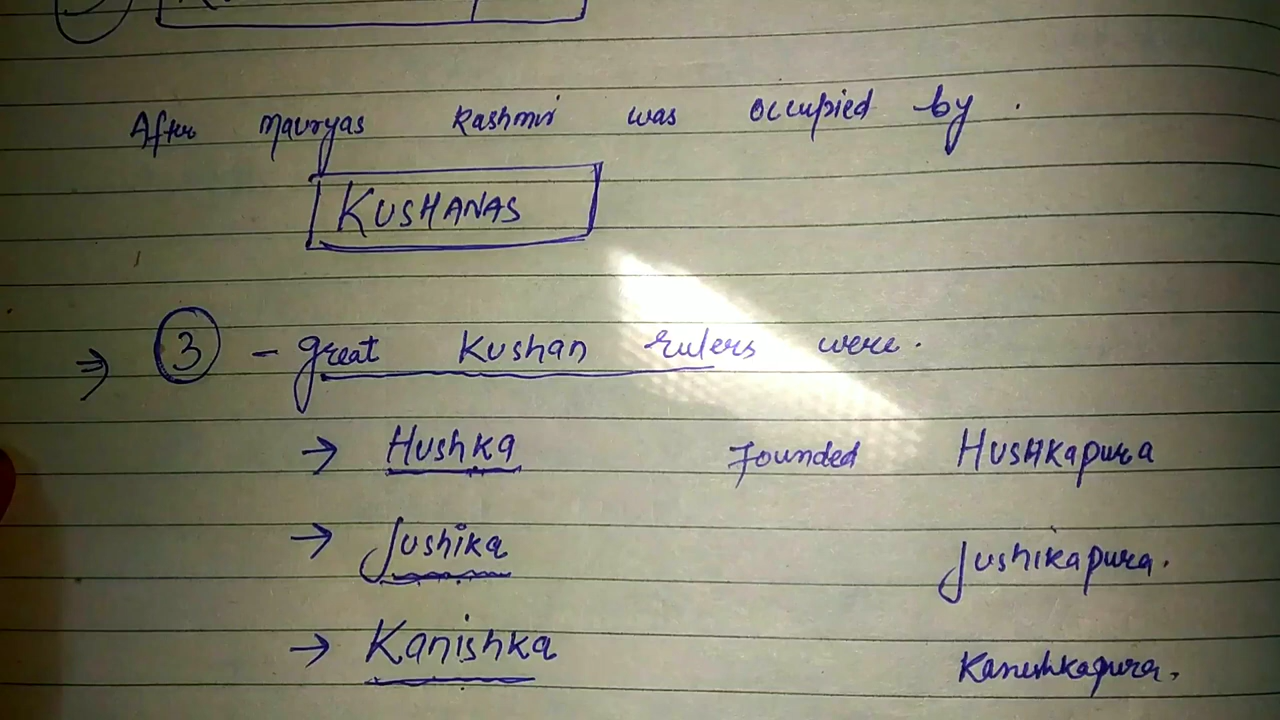 After Mauryas Kashmir was occupied by.
KUSHANAS
⇒ 3 - great Kushan rulers were.
→ Hushka Founded Hushkapura
→ Jushika Jushikapura.
→ Kanishka Kanishkapura.